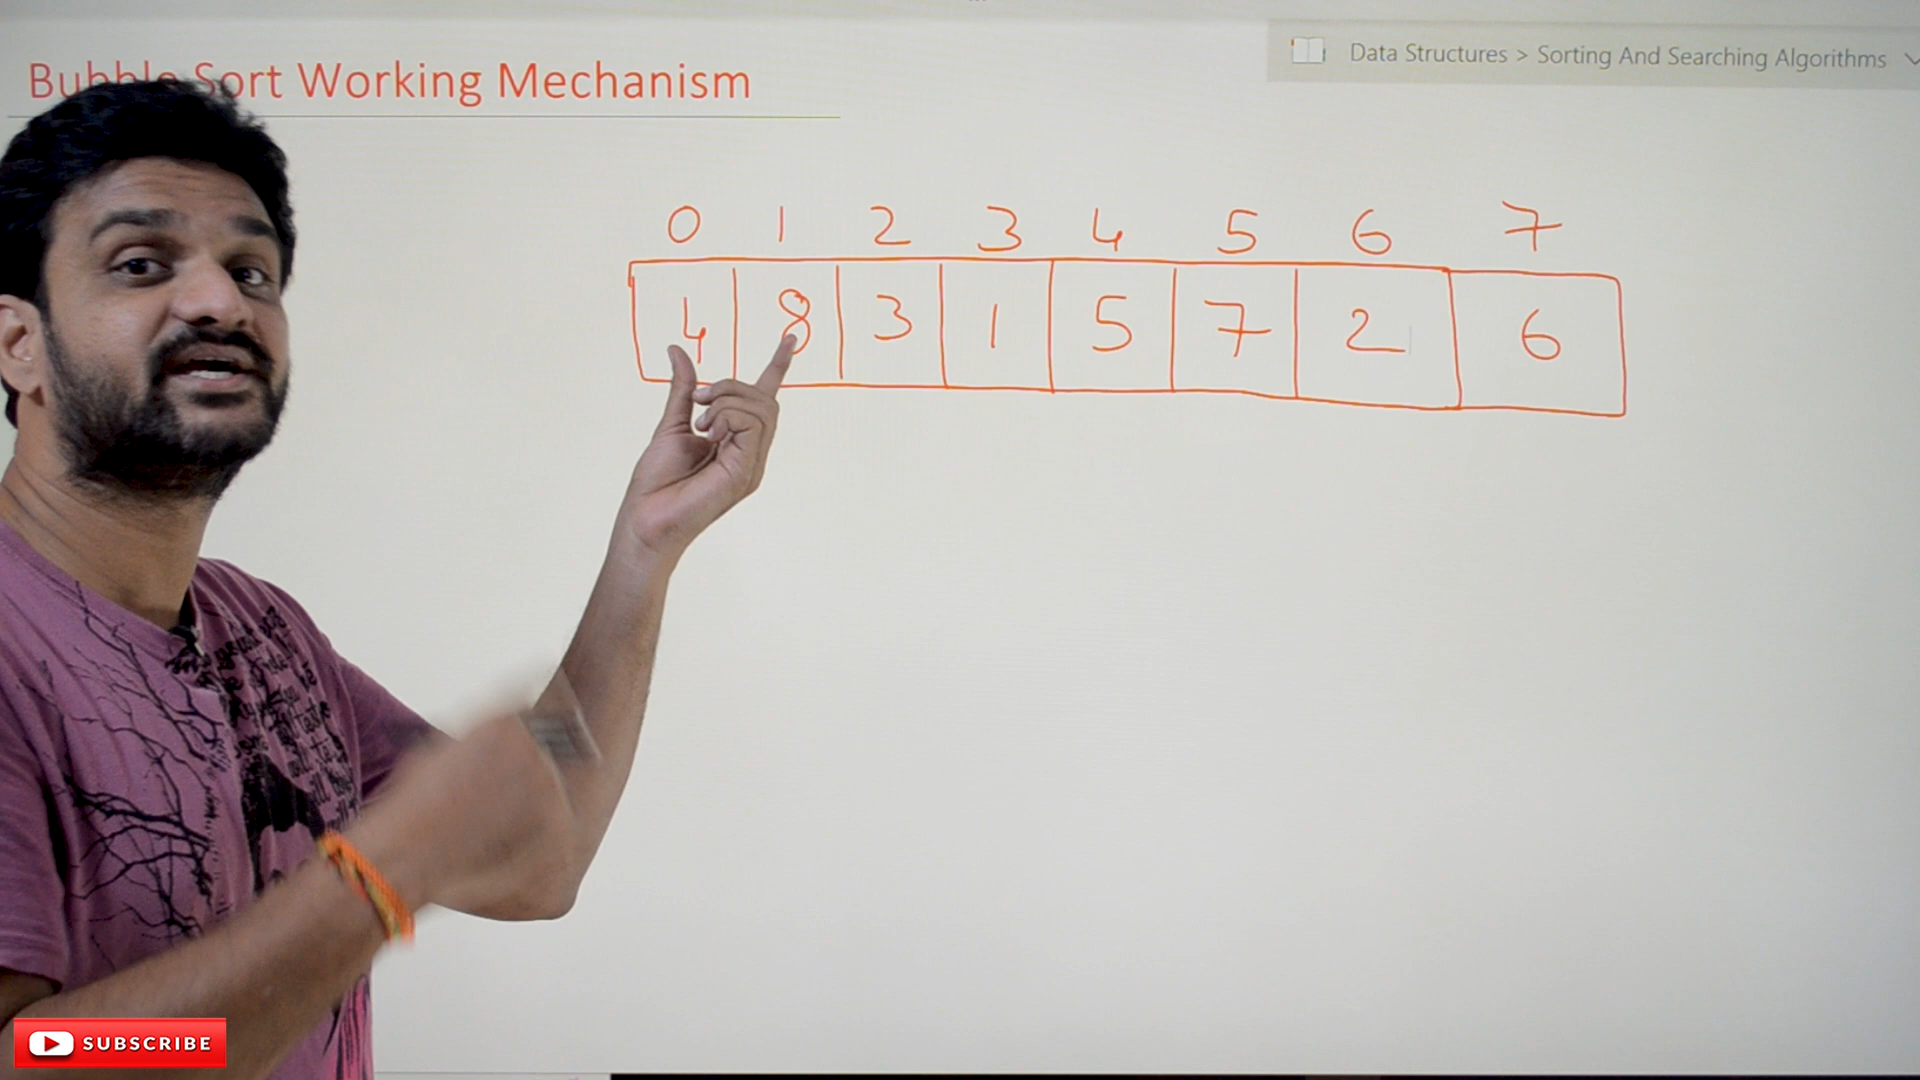 Data Structures > Sorting And Searching Algorithms
Bubble Sort Working Mechanism
0 1 2 3 4 5 6 7
4 8 3 1 5 7 2 6
SUBSCRIBE